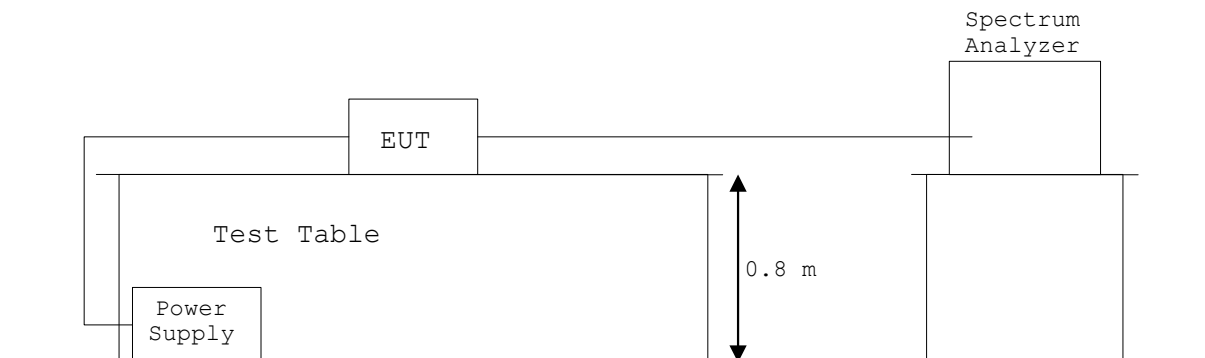 Spectrum
Analyzer
EUT
Test Table
0.8 m
Power
Supply